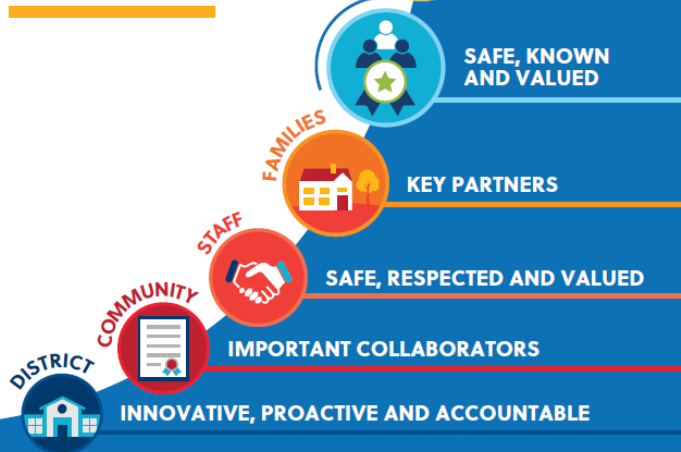 SAFE, KNOWN
AND VALUED
FAMILIES
KEY PARTNERS
STAFF
SAFE, RESPECTED AND VALUED
COMMUNITY
IMPORTANT COLLABORATORS
DISTRICT
INNOVATIVE, PROACTIVE AND ACCOUNTABLE